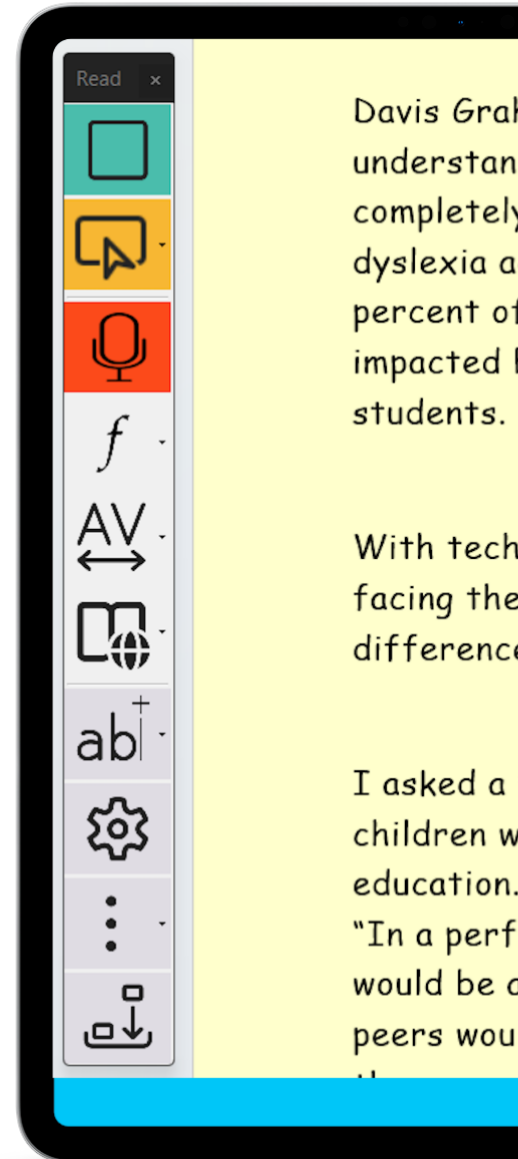 Read
f
AV
ab
Davis Grah
understan
completely
dyslexia a
percent of
impacted
students.
With tech
facing the
difference
I asked a
children w
education.
"In a perf
would be a
peers wou